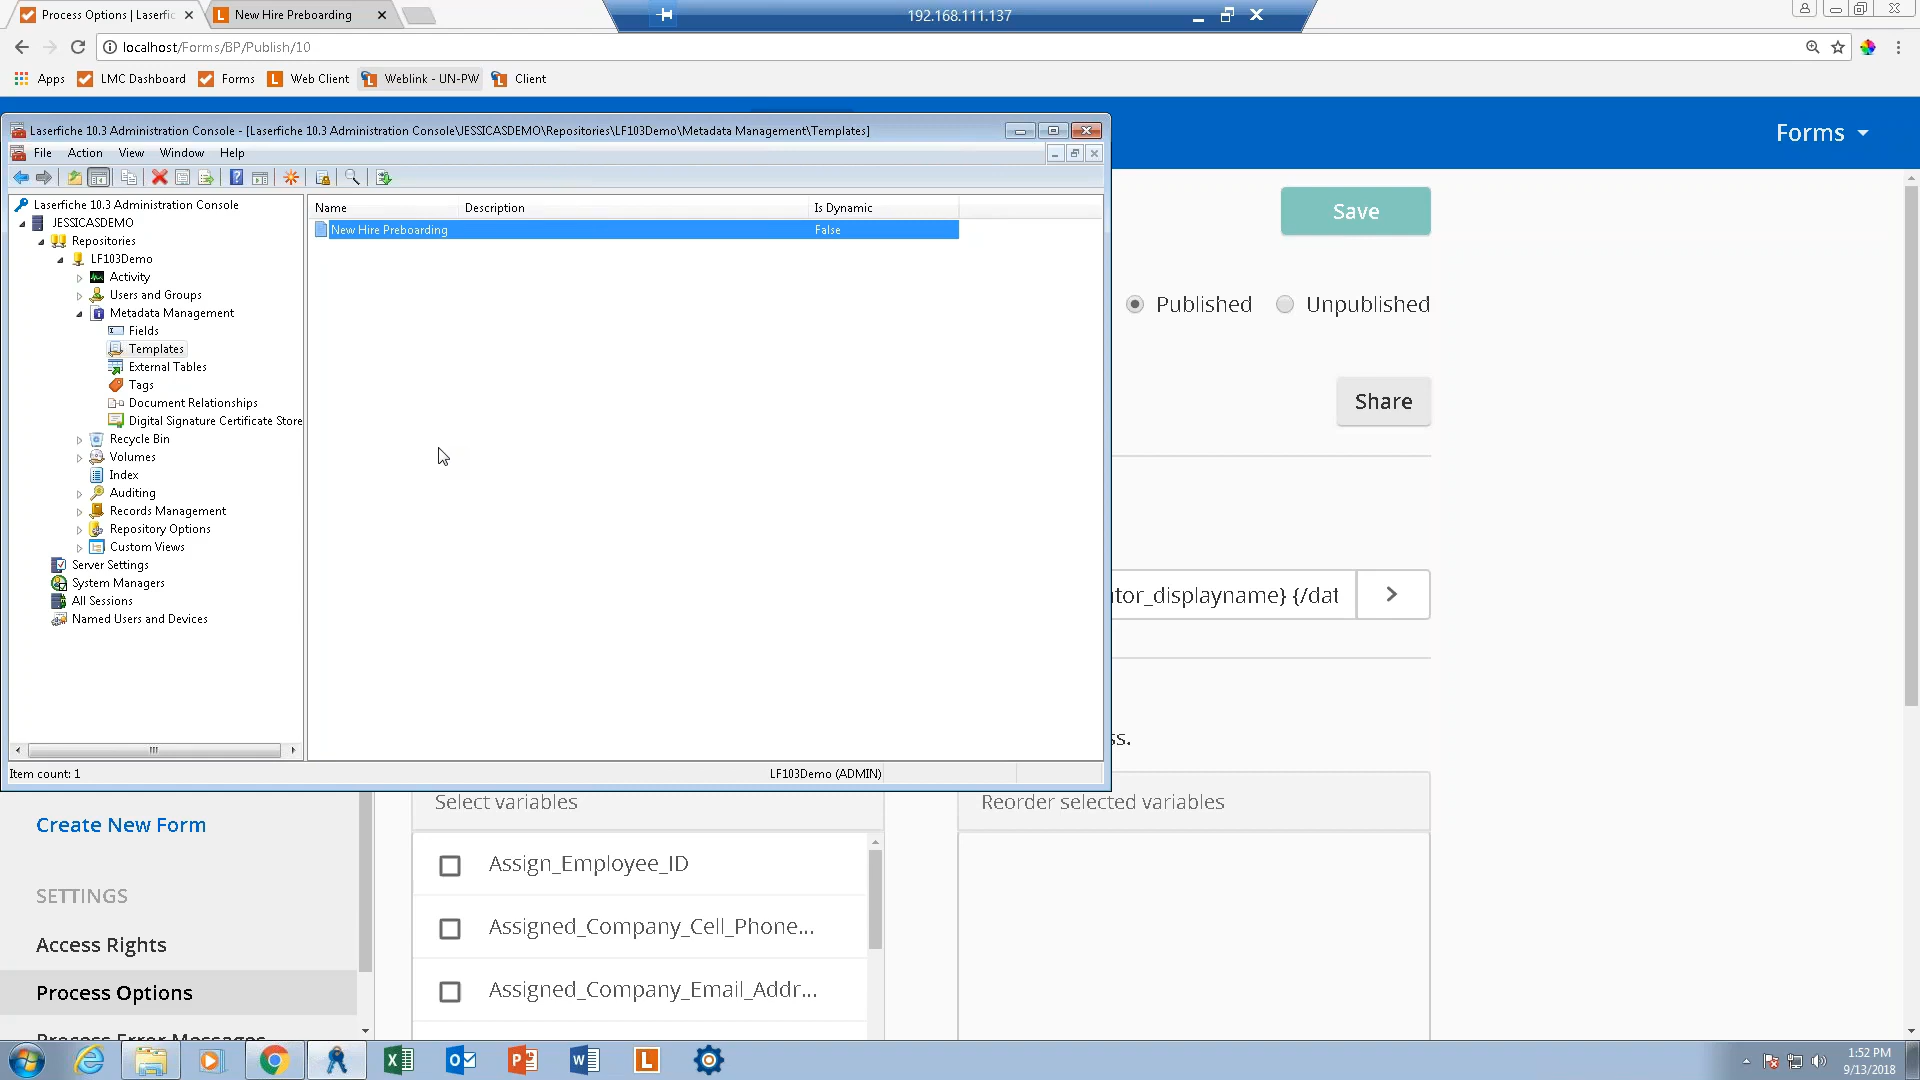 Process Options | Laserfic
New Hire Preboarding
192.168.111.137
localhost/Forms/BP/Publish/10
Apps
LMC Dashboard
Forms
Web Client
Weblink - UN-PW
Client
Forms
Laserfiche 10.3 Administration Console - [Laserfiche 10.3 Administration Console\JESSICASDEMO\Repositories\LF103Demo\Metadata Management\Templates]
File
Action
View
Window
Help
Laserfiche 10.3 Administration Console
JESSICASDEMO
Repositories
LF103Demo
Activity
Users and Groups
Metadata Management
Fields
Templates
External Tables
Tags
Document Relationships
Digital Signature Certificate Store
Recycle Bin
Volumes
Index
Auditing
Records Management
Repository Options
Custom Views
Server Settings
System Managers
All Sessions
Named Users and Devices
Name
Description
Is Dynamic
New Hire Preboarding
False
Item count: 1
LF103Demo (ADMIN)
Save
Published
Unpublished
Share
tor_displayname} {/dat
ss.
Create New Form
SETTINGS
Access Rights
Process Options
Process Error Messages
Select variables
Assign_Employee_ID
Assigned_Company_Cell_Phone...
Assigned_Company_Email_Addr...
Reorder selected variables
1:52 PM
9/13/2018